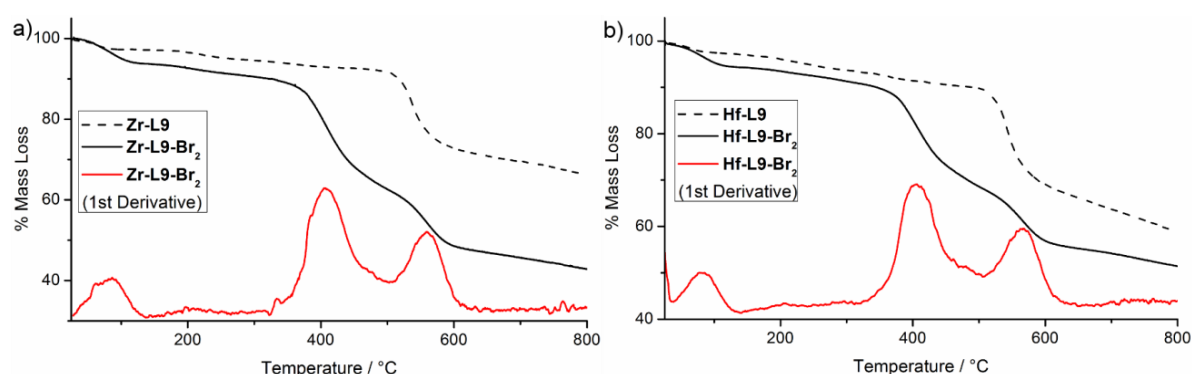 a)
% Mass Loss
100
80
60
40
Zr-L9
Zr-L9-Br₂
Zr-L9-Br₂
(1st Derivative)
200 400 600 800
Temperature / °C
b)
% Mass Loss
100
80
60
40
Hf-L9
Hf-L9-Br₂
Hf-L9-Br₂
(1st Derivative)
200 400 600 800
Temperature / °C